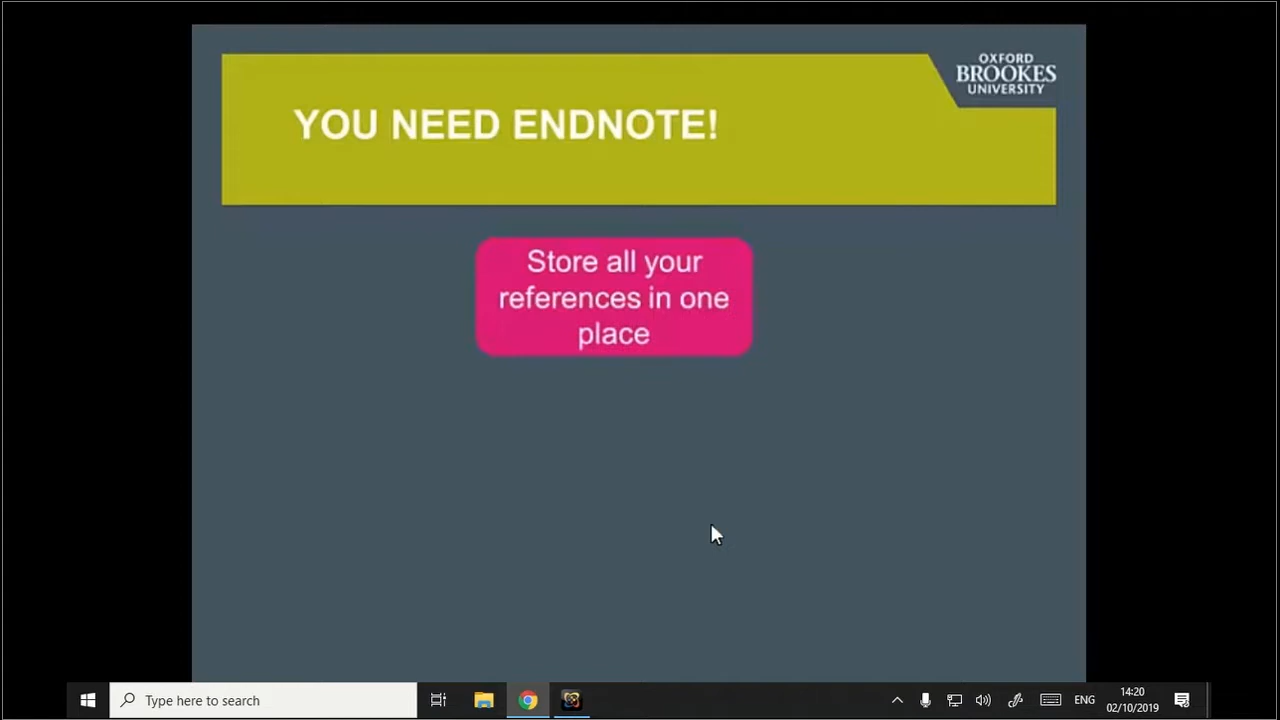 OXFORD
BROOKES
UNIVERSITY
YOU NEED ENDNOTE!
Store all your
references in one
place
Type here to search
ENG
14:20
02/10/2019